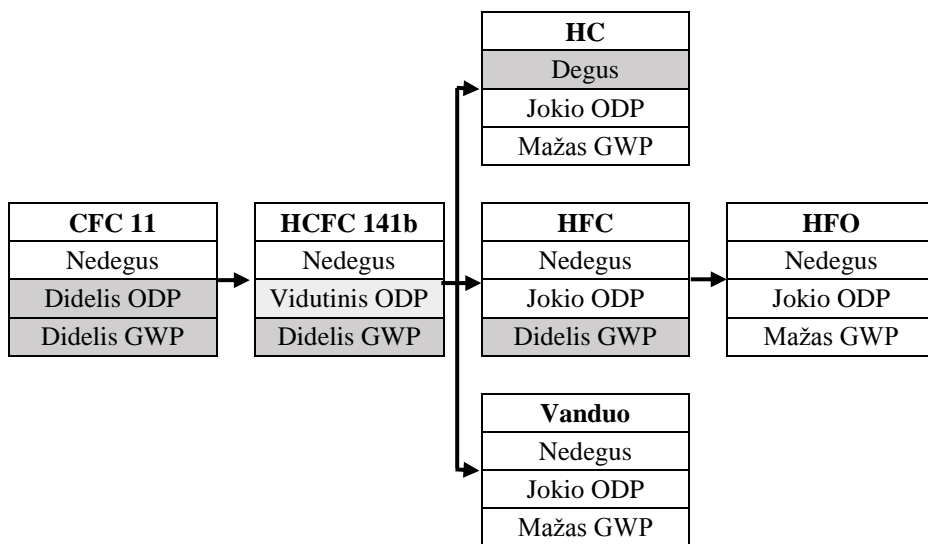 HC
Degus
Jokio ODP
Mažas GWP
CFC 11
Nedegus
Didelis ODP
Didelis GWP
HCFC 141b
Nedegus
Vidutinis ODP
Didelis GWP
HFC
Nedegus
Jokio ODP
Didelis GWP
HFO
Nedegus
Jokio ODP
Mažas GWP
Vanduo
Nedegus
Jokio ODP
Mažas GWP